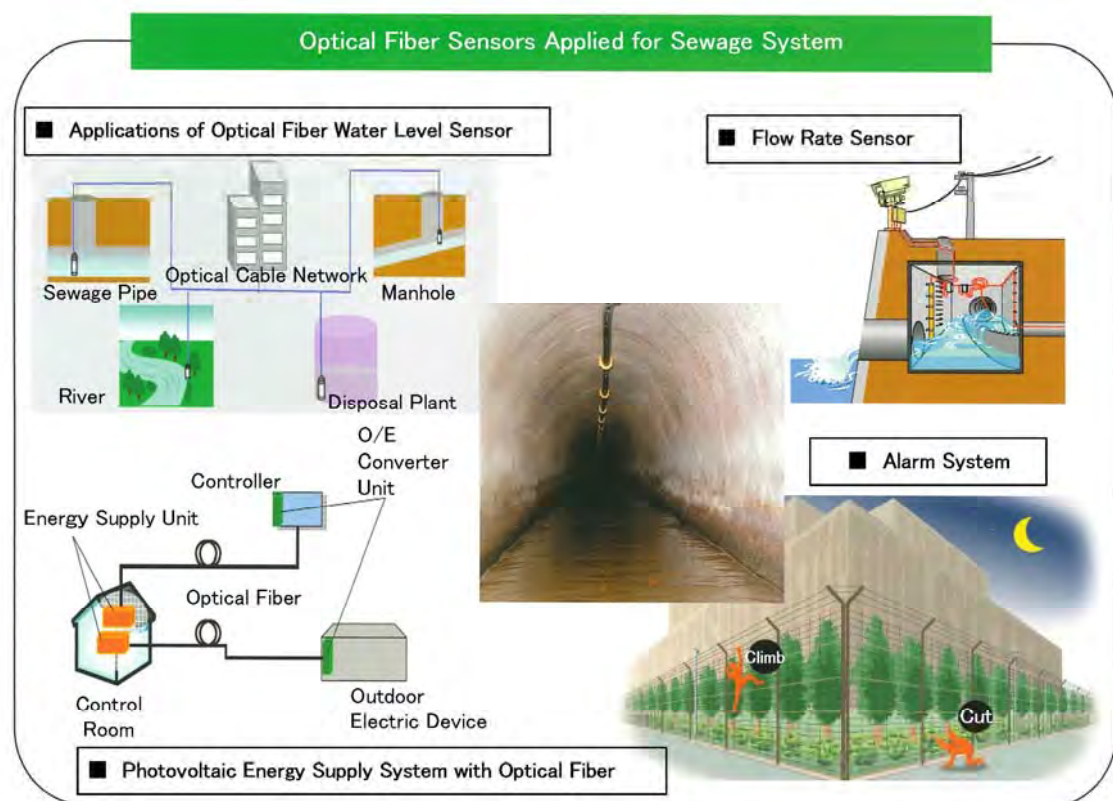 Optical Fiber Sensors Applied for Sewage System
■ Applications of Optical Fiber Water Level Sensor
Sewage Pipe
Optical Cable Network
Manhole
River
Disposal Plant
■ Flow Rate Sensor
O/E
Converter
Unit
Controller
Energy Supply Unit
Optical Fiber
Control
Room
Outdoor
Electric Device
■ Photovoltaic Energy Supply System with Optical Fiber
■ Alarm System
Climb
Cut